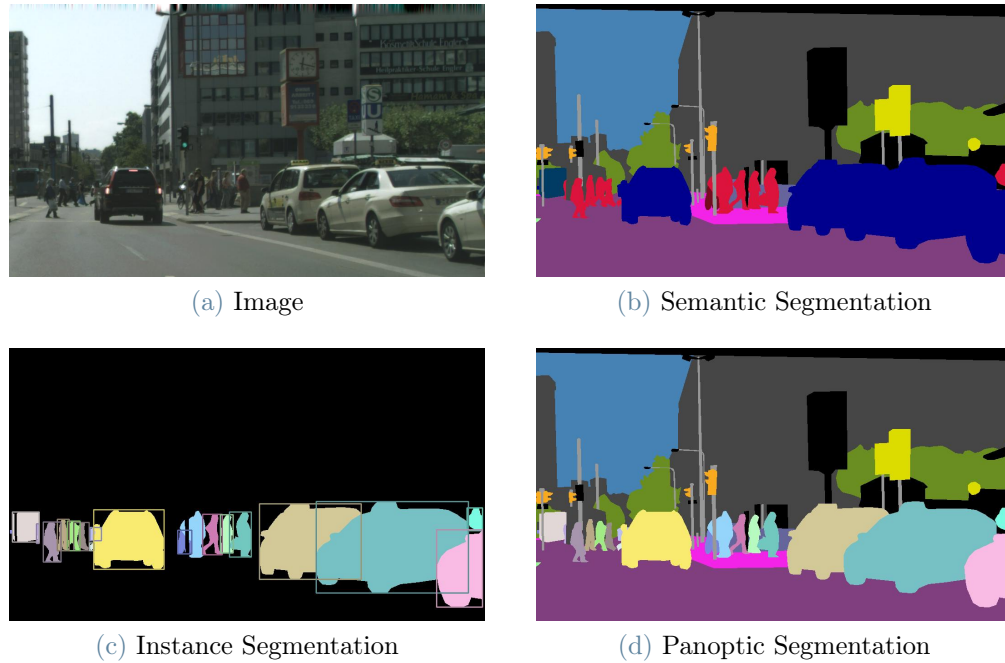 S
U
(a) Image
(b) Semantic Segmentation
(c) Instance Segmentation
(d) Panoptic Segmentation